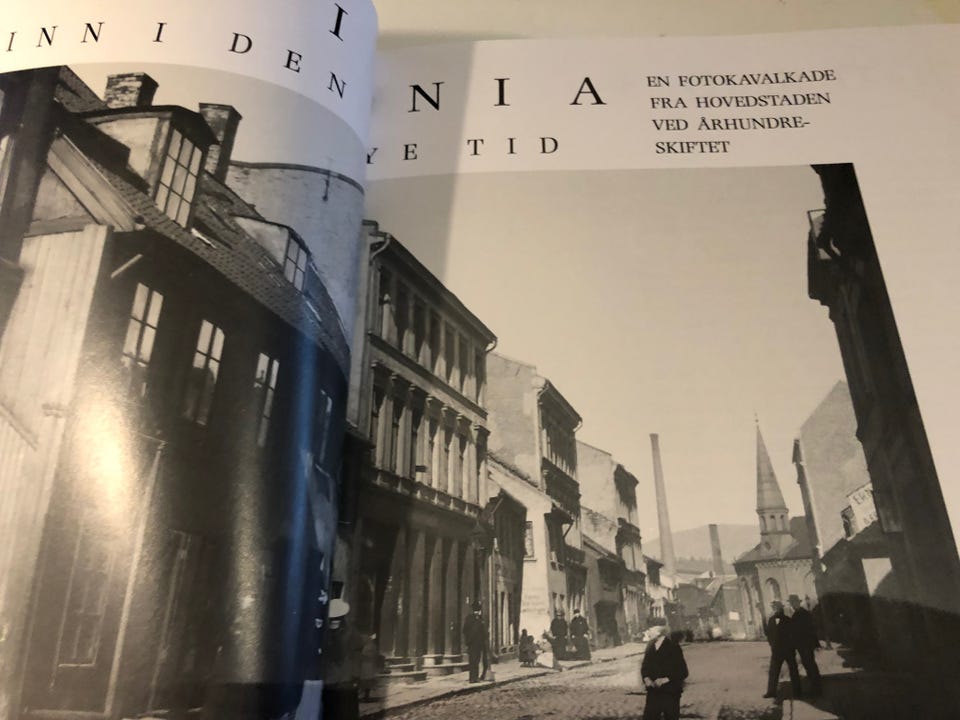 I
NIA
INN I DEN
YE TID
EN FOTOKAVALKADE
FRA HOVEDSTADEN
VED ÅRHUNDRE-
SKIFTET